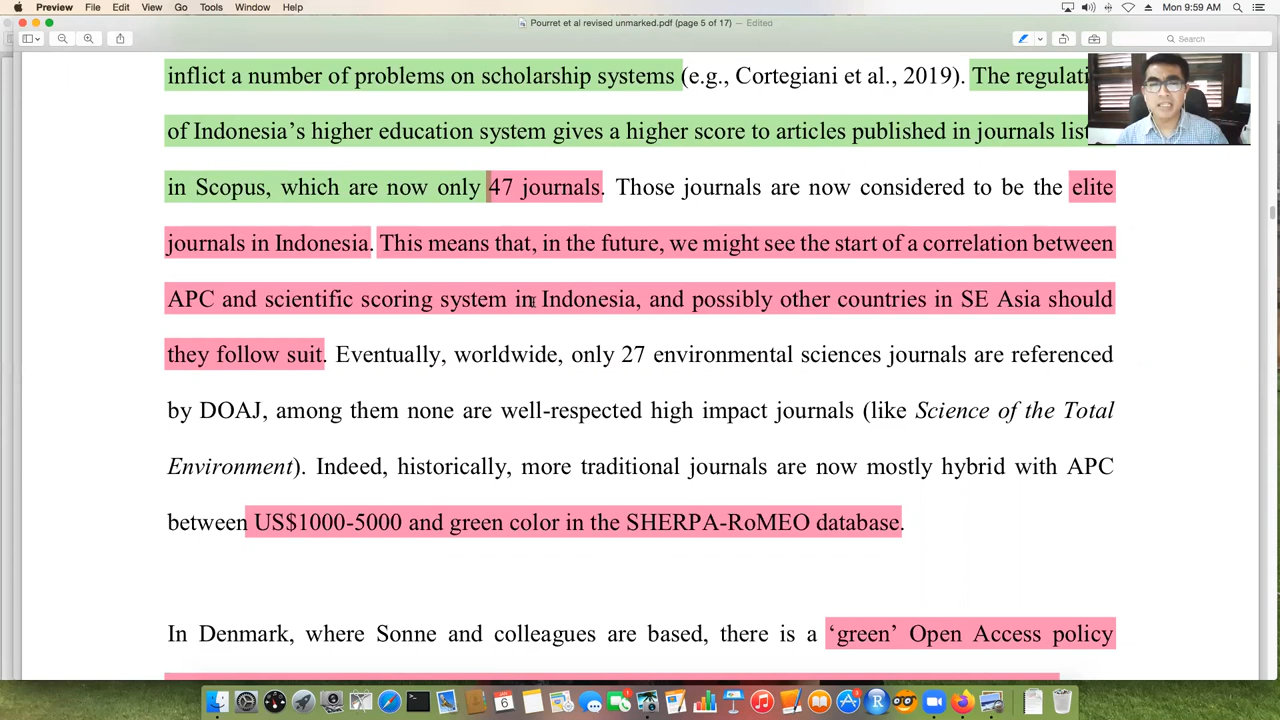 Preview File Edit View Go Tools Window Help Mon 9:59 AM
Pourret et al revised unmarked.pdf (page 5 of 17) — Edited
Search
inflict a number of problems on scholarship systems (e.g., Cortegiani et al., 2019). The
of Indonesia’s higher education system gives a higher score to articles published in journals
in Scopus, which are now only 47 journals. Those journals are now considered to be the elite
journals in Indonesia. This means that, in the future, we might see the start of a correlation between
APC and scientific scoring system in Indonesia, and possibly other countries in SE Asia should
they follow suit. Eventually, worldwide, only 27 environmental sciences journals are referenced
by DOAJ, among them none are well-respected high impact journals (like Science of the Total
Environment). Indeed, historically, more traditional journals are now mostly hybrid with APC
between US$1000-5000 and green color in the SHERPA-RoMEO database.
In Denmark, where Sonne and colleagues are based, there is a ‘green’ Open Access policy